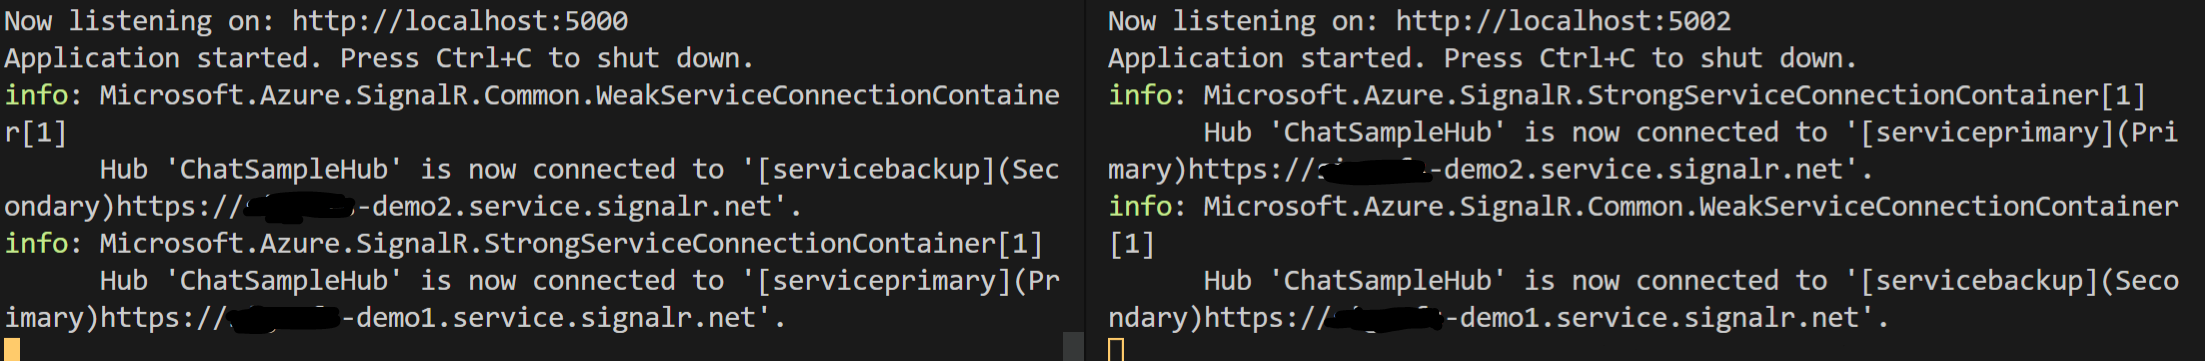 Now listening on: http://localhost:5000
Application started. Press Ctrl+C to shut down.
info: Microsoft.Azure.SignalR.Common.WeakServiceConnectionContaine
r[1]
Hub 'ChatSampleHub' is now connected to '[servicebackup](Sec
ondary)https://-demo2.service.signalr.net'.
info: Microsoft.Azure.SignalR.StrongServiceConnectionContainer[1]
Hub 'ChatSampleHub' is now connected to '[serviceprimary](Pr
imary)https://-demo1.service.signalr.net'.
Now listening on: http://localhost:5002
Application started. Press Ctrl+C to shut down.
info: Microsoft.Azure.SignalR.StrongServiceConnectionContainer[1]
Hub 'ChatSampleHub' is now connected to '[serviceprimary](Pri
mary)https://-demo2.service.signalr.net'.
info: Microsoft.Azure.SignalR.Common.WeakServiceConnectionContainer
[1]
Hub 'ChatSampleHub' is now connected to '[servicebackup](Seco
ndary)https://-demo1.service.signalr.net'.